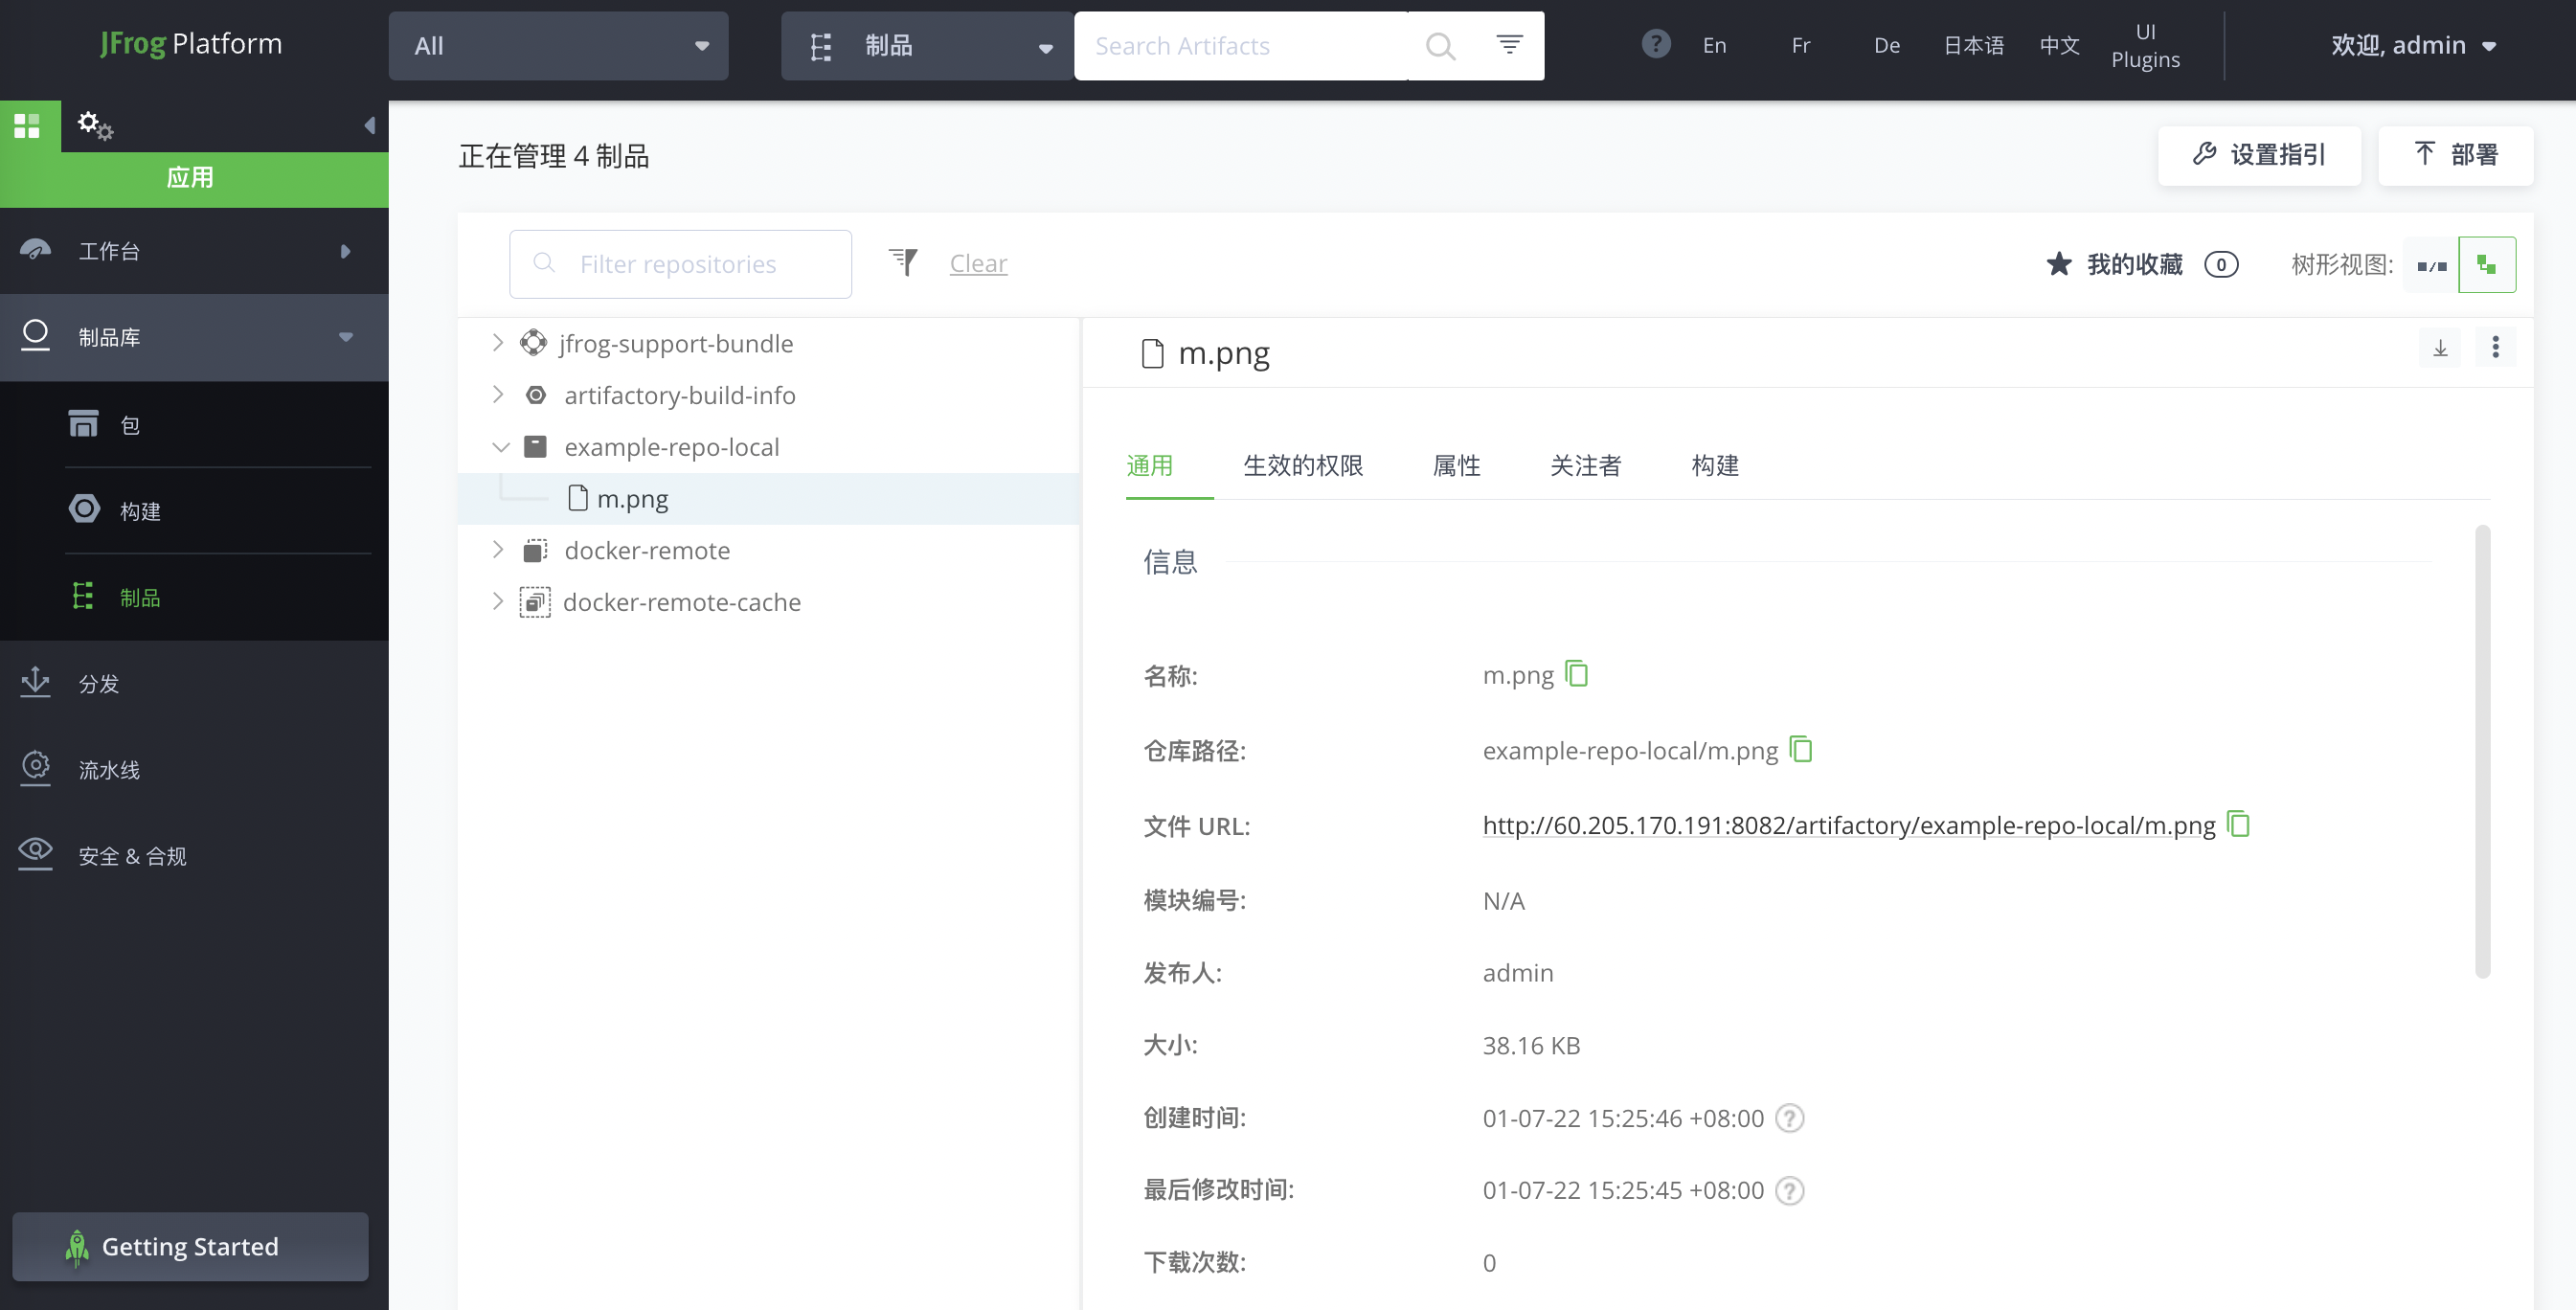 JFrog Platform
All
制品
Search Artifacts
?
En
Fr
De
日本语
中文
UI Plugins
欢迎, admin
应用
工作台
制品库
包
构建
制品
分发
流水线
安全 & 合规
Getting Started
正在管理 4 制品
设置指引
部署
Filter repositories
Clear
我的收藏
0
树形视图:
jfrog-support-bundle
artifactory-build-info
example-repo-local
m.png
docker-remote
docker-remote-cache
m.png
通用
生效的权限
属性
关注者
构建
信息
名称: m.png
仓库路径: example-repo-local/m.png
文件 URL: http://60.205.170.191:8082/artifactory/example-repo-local/m.png
模块编号: N/A
发布人: admin
大小: 38.16 KB
创建时间: 01-07-22 15:25:46 +08:00 ?
最后修改时间: 01-07-22 15:25:45 +08:00 ?
下载次数: 0